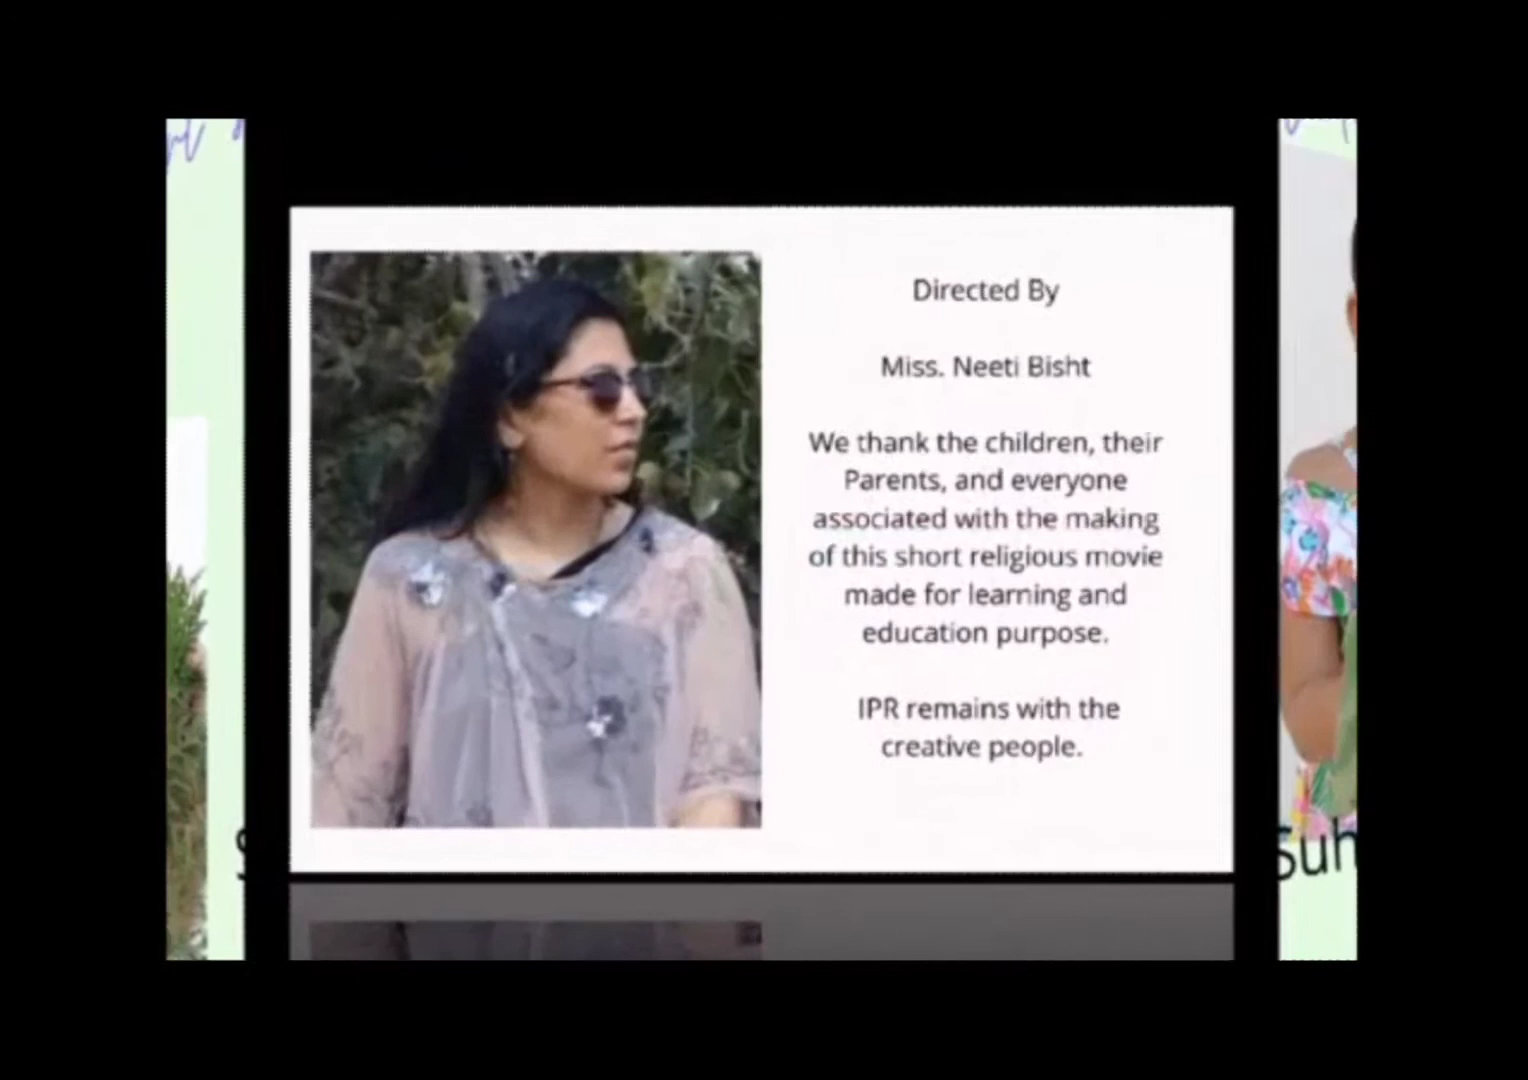 Directed By
Miss. Neeti Bisht
We thank the children, their
Parents, and everyone
associated with the making
of this short religious movie
made for learning and
education purpose.
IPR remains with the
creative people.
Suh